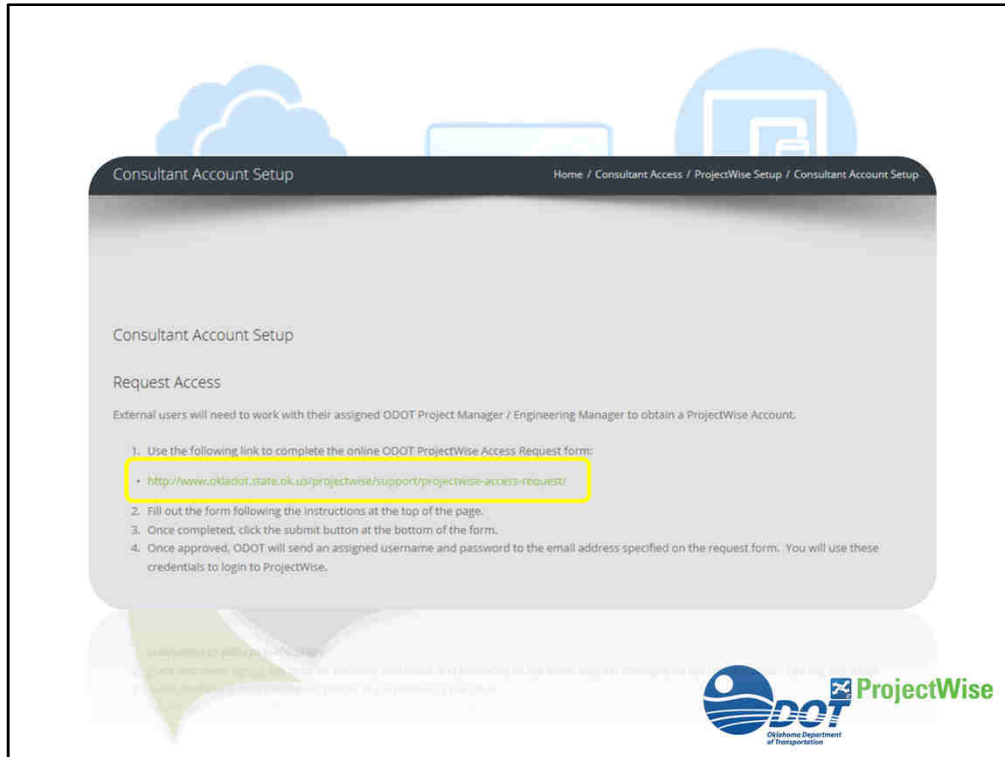 Consultant Account Setup
Home / Consultant Access / ProjectWise Setup / Consultant Account Setup
Consultant Account Setup
Request Access
External users will need to work with their assigned ODOT Project Manager / Engineering Manager to obtain a ProjectWise Account.
1. Use the following link to complete the online ODOT ProjectWise Access Request form:
• http://www.okladot.state.ok.us/projectwise/support/projectwise-access-request/
2. Fill out the form following the instructions at the top of the page.
3. Once completed, click the submit button at the bottom of the form.
4. Once approved, ODOT will send an assigned username and password to the email address specified on the request form. You will use these
credentials to login to ProjectWise.
ProjectWise
ODOT
Oklahoma Department
of Transportation